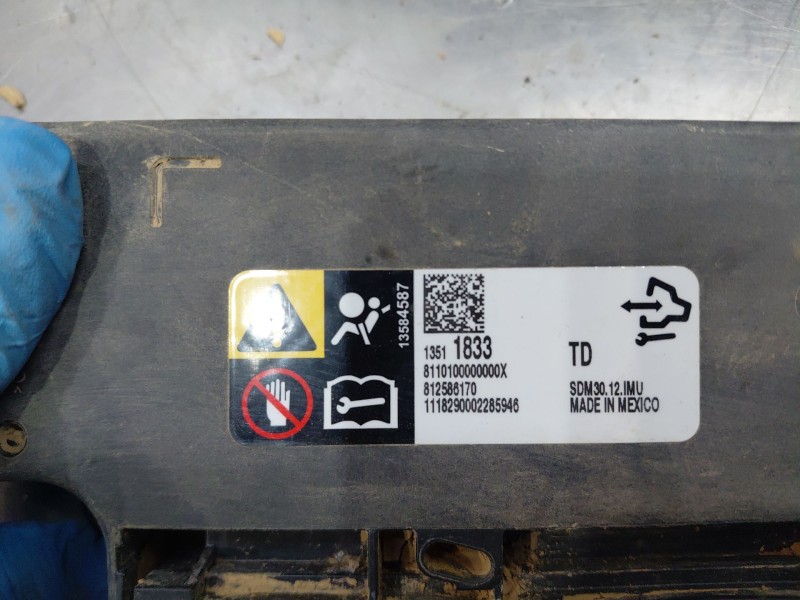 13584587
1351 1833
TD
8110100000000X
812586170
SDM30.12.IMU
1118290002285946
MADE IN MEXICO